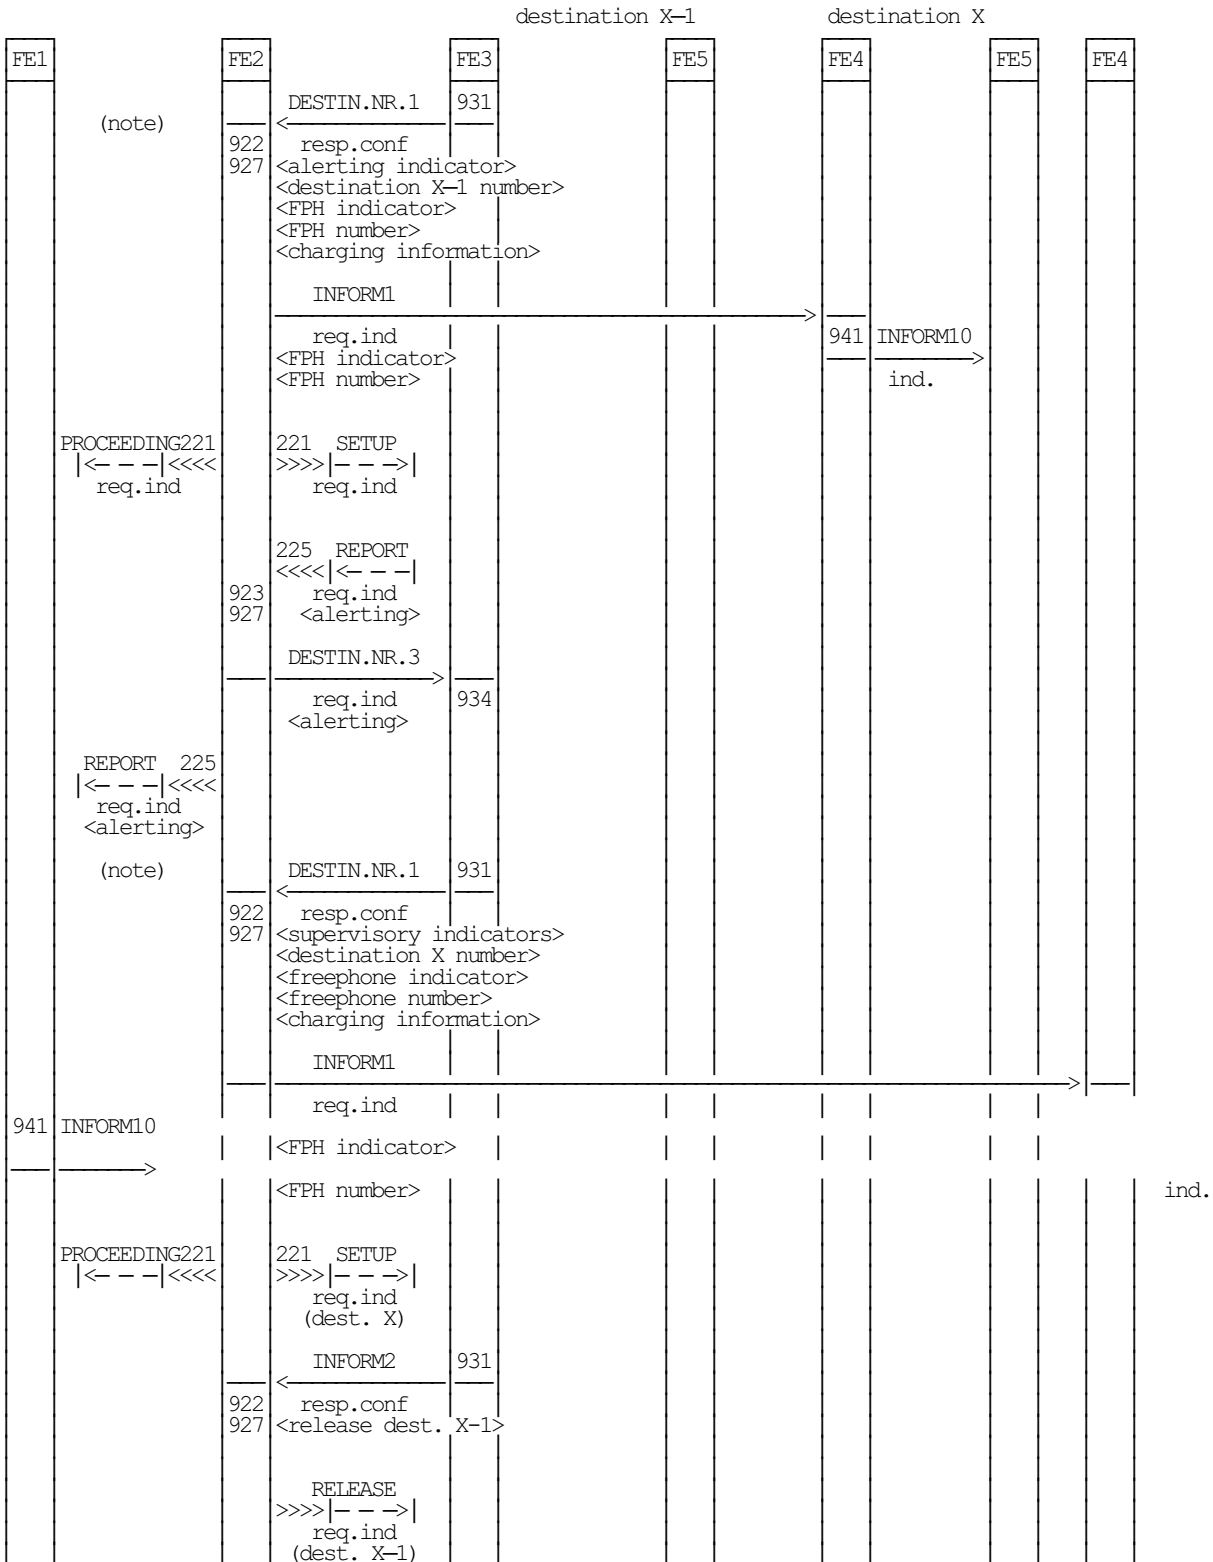 destination X—1 destination X
FE1 FE2 FE3 FE5 FE4 FE5 FE4
DESTIN.NR.1 931
(note)
922 resp.conf
927 <alerting indicator>
<destination X—1 number>
<FPH indicator>
<FPH number>
<charging information>
INFORM1
req.ind 941 INFORM10
<FPH indicator>
<FPH number> ind.
PROCEEDING221 221 SETUP
|<— — —|<<<< >>>>|— — —>|
req.ind req.ind
225 REPORT
<<<<|<— — —|
923 req.ind
927 <alerting>
DESTIN.NR.3
req.ind 934
<alerting>
REPORT 225
|<— — —|<<<<
req.ind
<alerting>
(note) DESTIN.NR.1 931
922 resp.conf
927 <supervisory indicators>
<destination X number>
<freephone indicator>
<freephone number>
<charging information>
INFORM1
req.ind
941 INFORM10
<FPH indicator>
<FPH number> ind.
PROCEEDING221 221 SETUP
|<— — —|<<<< >>>>|— — —>|
req.ind
(dest. X)
INFORM2 931
922 resp.conf
927 <release dest. X-1>
RELEASE
>>>>|— — —>|
req.ind
(dest. X—1)